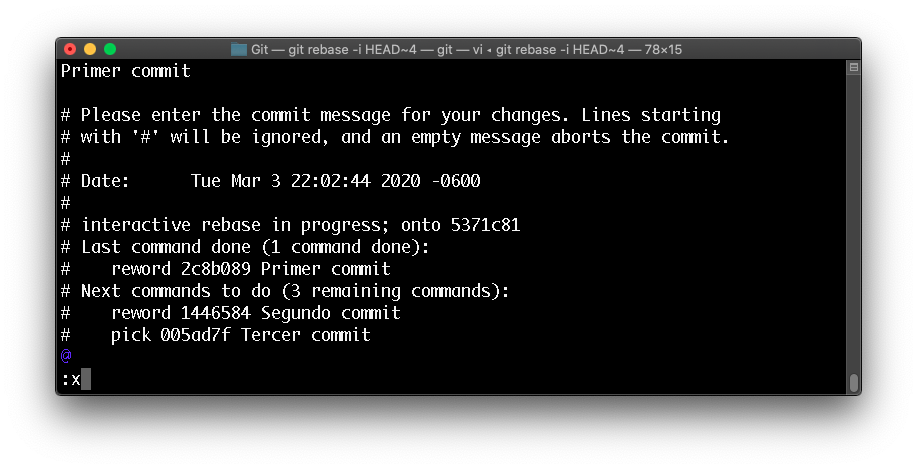 Git — git rebase -i HEAD~4 — git — vi ◂ git rebase -i HEAD~4 — 78×15
Primer commit

# Please enter the commit message for your changes. Lines starting
# with '#' will be ignored, and an empty message aborts the commit.
#
# Date:      Tue Mar 3 22:02:44 2020 -0600
#
# interactive rebase in progress; onto 5371c81
# Last command done (1 command done):
#    reword 2c8b089 Primer commit
# Next commands to do (3 remaining commands):
#    reword 1446584 Segundo commit
#    pick 005ad7f Tercer commit
@
:x